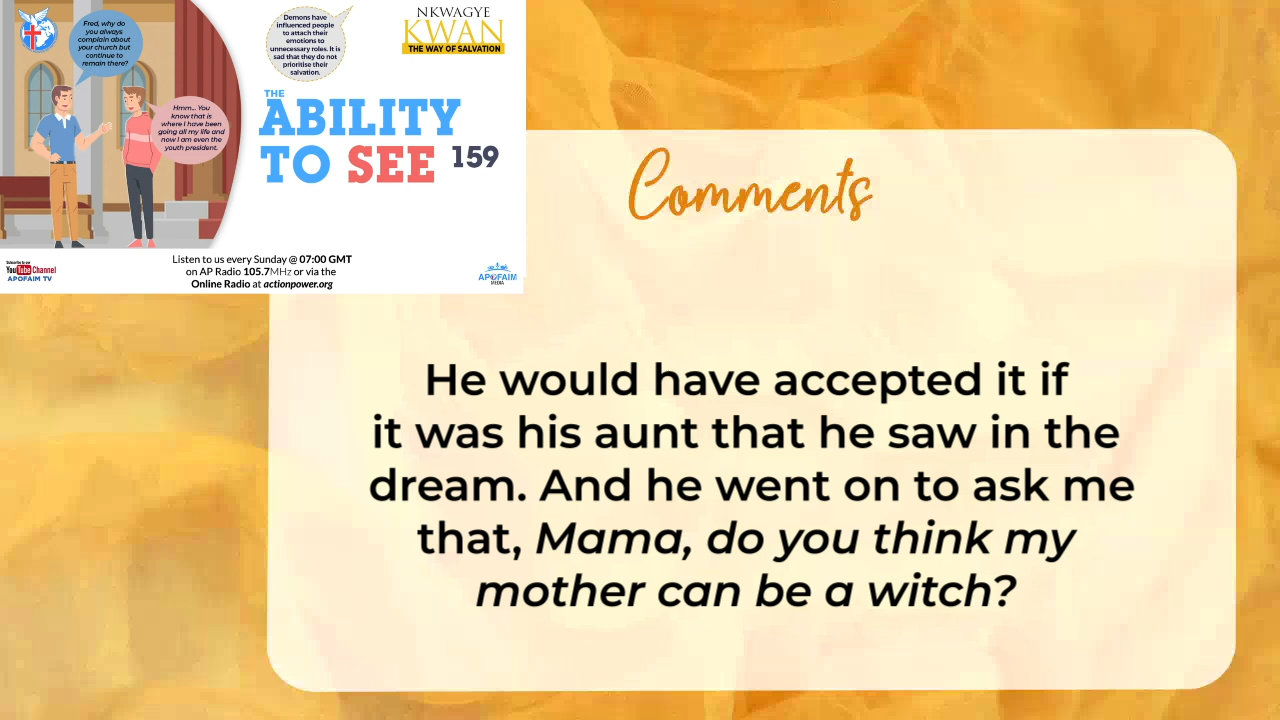 Fred, why do
you always
complain about
your church but
continue to
remain there?
Hmm... You
know that is
where I have been
going all my life and
now I am even the
youth president.
Demons have
influenced people
to attach their
emotions to
unnecessary roles. It is
sad that they do not
prioritise their
salvation.
NKWAGYE
KWAN
THE WAY OF SALVATION
THE
ABILITY
TO SEE 159
Subscribe to our
YouTube Channel
APOFAIM TV
Listen to us every Sunday @ 07:00 GMT
on AP Radio 105.7MHz or via the
Online Radio at actionpower.org
APOFAIM
MEDIA
Comments
He would have accepted it if
it was his aunt that he saw in the
dream. And he went on to ask me
that, Mama, do you think my
mother can be a witch?